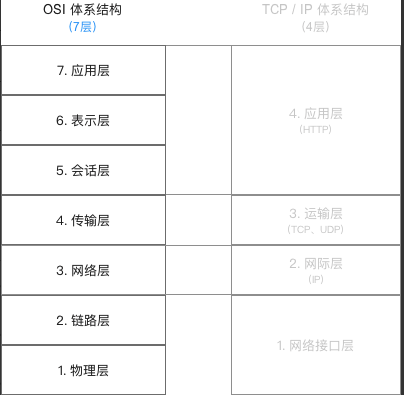 OSI 体系结构
(7层)
7. 应用层
6. 表示层
5. 会话层
4. 传输层
3. 网络层
2. 链路层
1. 物理层
TCP / IP 体系结构
(4层)
4. 应用层
(HTTP)
3. 运输层
(TCP、UDP)
2. 网际层
(IP)
1. 网络接口层